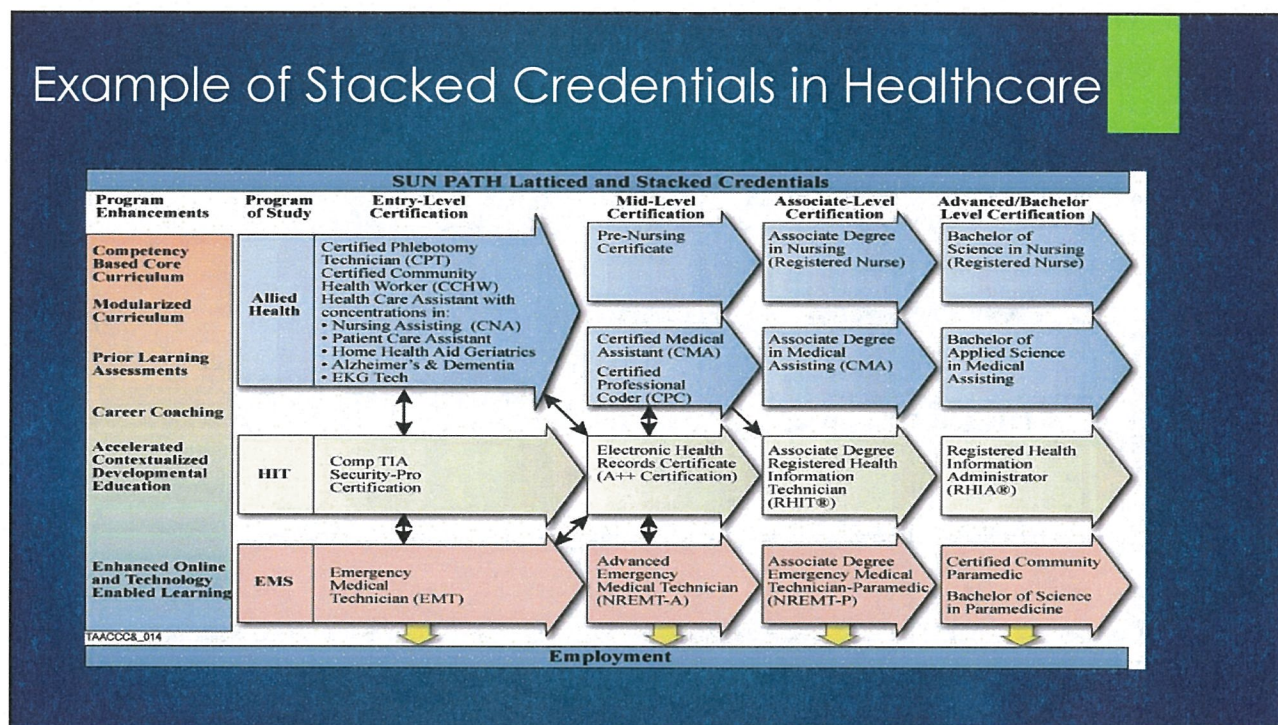 Example of Stacked Credentials in Healthcare
SUN PATH Latticed and Stacked Credentials
Program
Enhancements
Program
of Study
Entry-Level
Certification
Mid-Level
Certification
Associate-Level
Certification
Advanced/Bachelor
Level Certification
Competency
Based Core
Curriculum
Modularized
Curriculum
Prior Learning
Assessments
Career Coaching
Accelerated
Contextualized
Developmental
Education
Enhanced Online
and Technology
Enabled Learning
TAACCC&_014
Allied
Health
Certified Phlebotomy
Technician (CPT)
Certified Community
Health Worker (CCHW)
Health Care Assistant with
concentrations in:
• Nursing Assisting (CNA)
• Patient Care Assistant
• Home Health Aid Geriatrics
• Alzheimer's & Dementia
• EKG Tech
Pre-Nursing
Certificate
Associate Degree
in Nursing
(Registered Nurse)
Bachelor of
Science in Nursing
(Registered Nurse)
Certified Medical
Assistant (CMA)
Certified
Professional
Coder (CPC)
Associate Degree
in Medical
Assisting (CMA)
Bachelor of
Applied Science
in Medical
Assisting
HIT
Comp TIA
Security-Pro
Certification
Electronic Health
Records Certificate
(A++ Certification)
Associate Degree
Registered Health
Information
Technician
(RHIT®)
Registered Health
Information
Administrator
(RHIA®)
EMS
Emergency
Medical
Technician (EMT)
Advanced
Emergency
Medical Technician
(NREMT-A)
Associate Degree
Emergency Medical
Technician-Paramedic
(NREMT-P)
Certified Community
Paramedic
Bachelor of Science
in Paramedicine
Employment